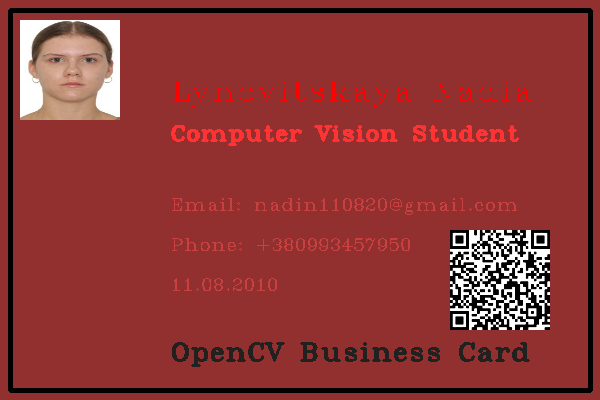 Lynovitskaya Nadia
Computer Vision Student
Email: nadin110820@gmail.com
Phone: +380993457950
11.08.2010
OpenCV Business Card